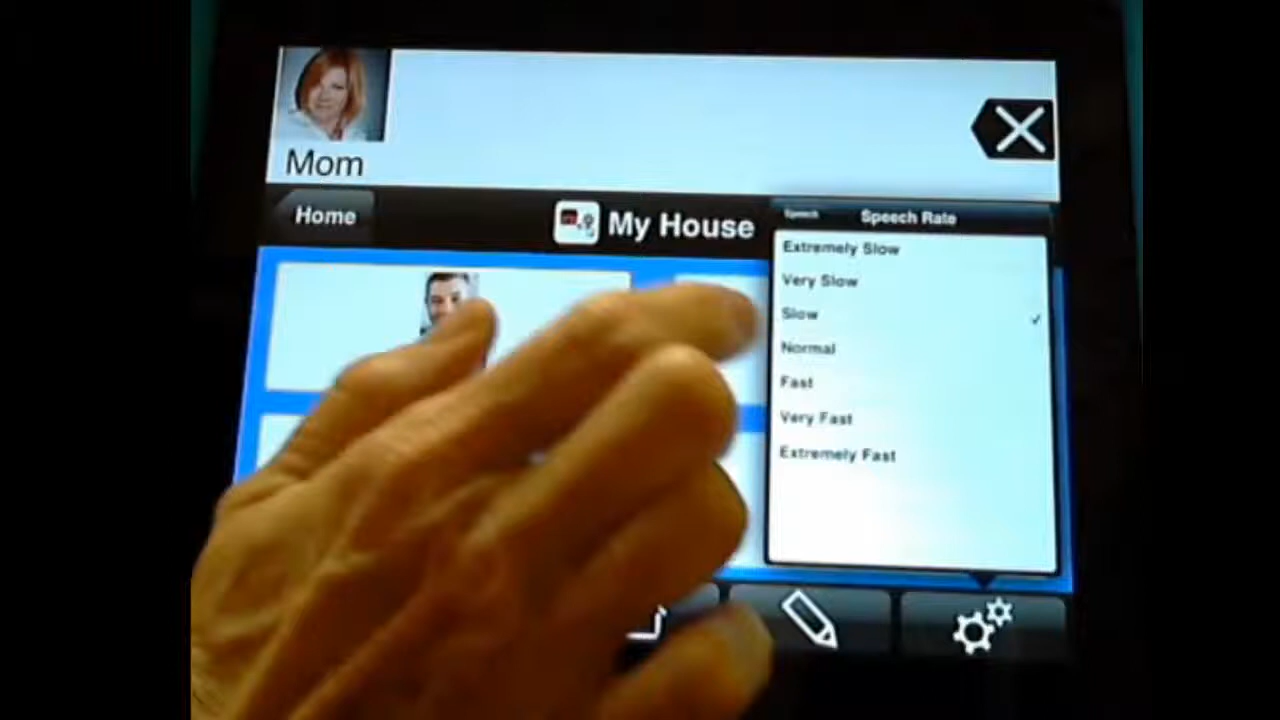 Mom
Home
My House
Speech
Speech Rate
Extremely Slow
Very Slow
Slow
Normal
Fast
Very Fast
Extremely Fast